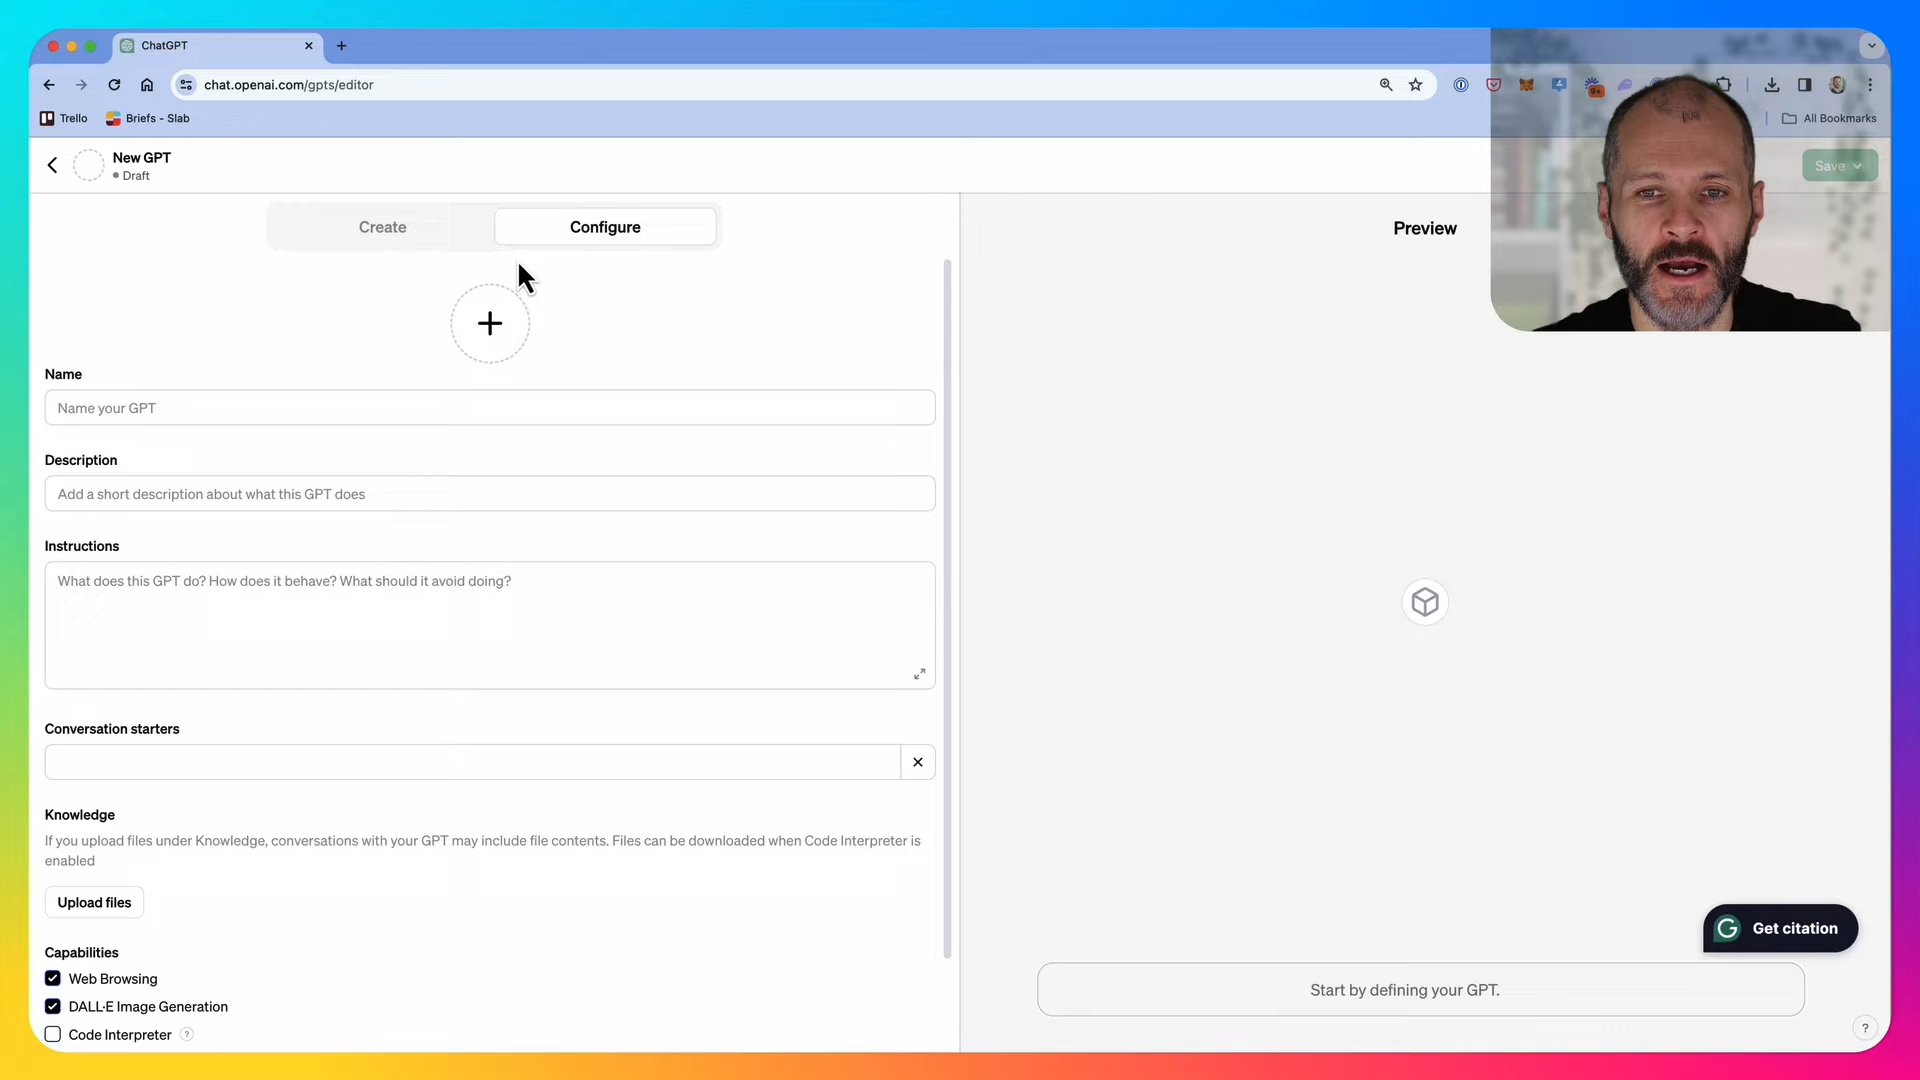 ChatGPT
chat.openai.com/gpts/editor
9+
Trello
Briefs - Slab
All Bookmarks
New GPT
Draft
Save
Create
Configure
Preview
Name
Name your GPT
Description
Add a short description about what this GPT does
Instructions
What does this GPT do? How does it behave? What should it avoid doing?
Conversation starters
Knowledge
If you upload files under Knowledge, conversations with your GPT may include file contents. Files can be downloaded when Code Interpreter is
enabled
Upload files
Get citation
Capabilities
Web Browsing
Start by defining your GPT.
DALL·E Image Generation
Code Interpreter ?
?